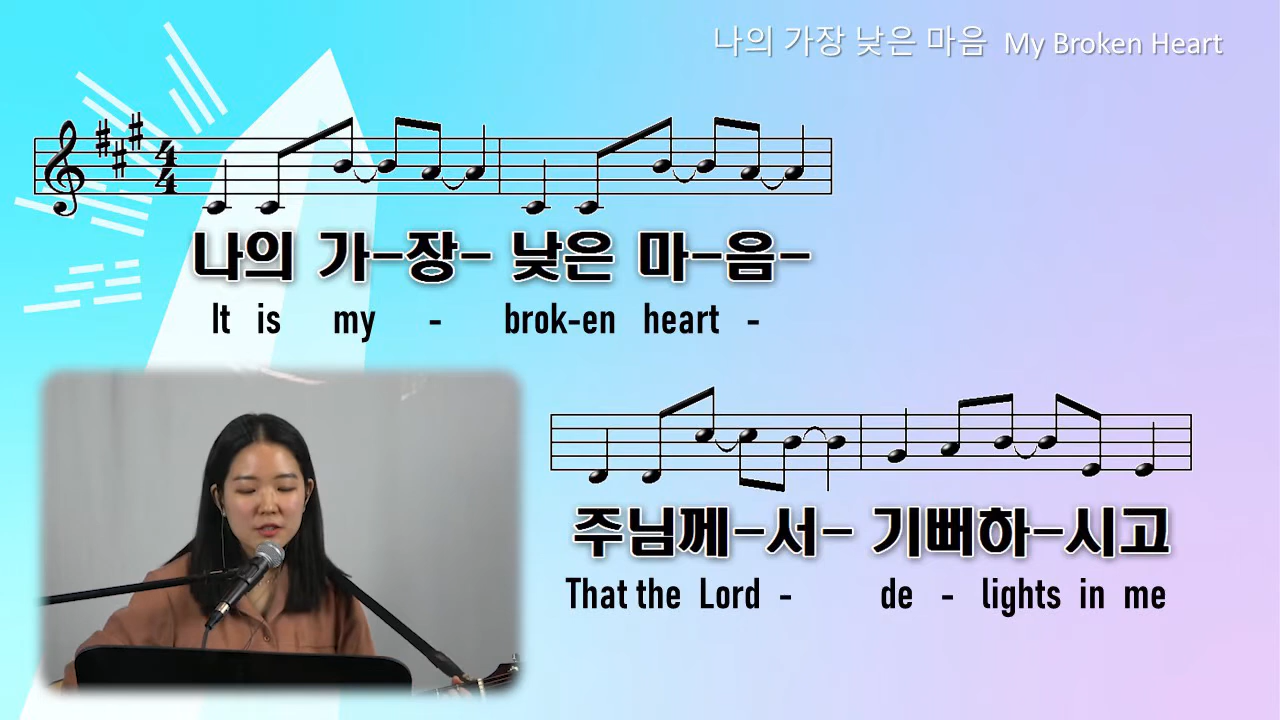 나의 가장 낮은 마음 My Broken Heart
4
4
나의 가-장- 낮은 마-음-
It is my - brok-en heart -
주님께-서- 기뻐하-시고
That the Lord - de - lights in me